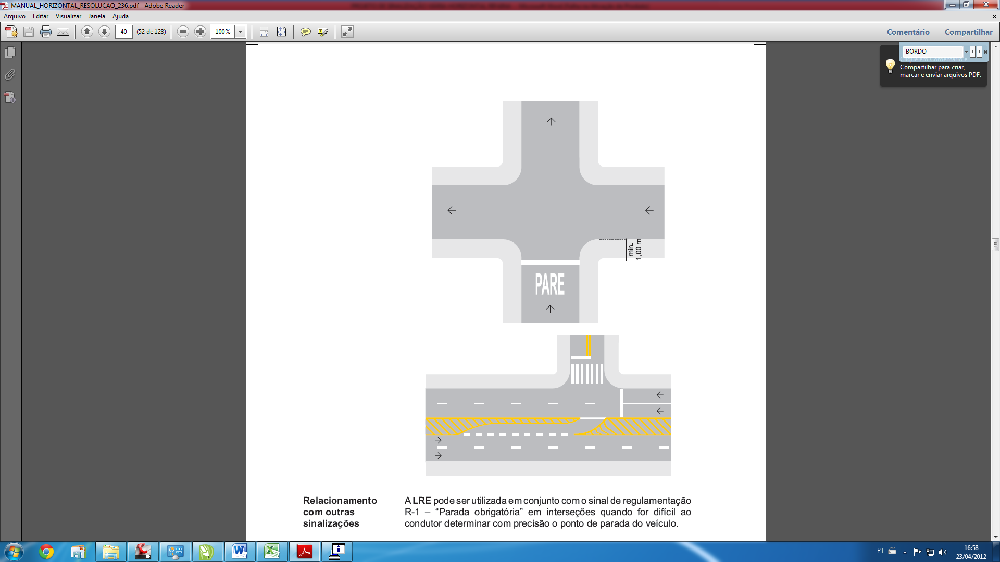 MANUAL_HORIZONTAL_RESOLUCAO_236.pdf - Adobe Reader
Arquivo Editar Visualizar Janela Ajuda
40 (52 de 128) 100% Comentário Compartilhar
BORDO
Clique em Comentário e
Compartilhar para criar,
marcar e enviar arquivos PDF.
min.
1,00 m
PARE
Relacionamento
com outras
sinalizações
A LRE pode ser utilizada em conjunto com o sinal de regulamentação
R-1 – “Parada obrigatória” em interseções quando for difícil ao
condutor determinar com precisão o ponto de parada do veículo.
PT 16:58
23/04/2012